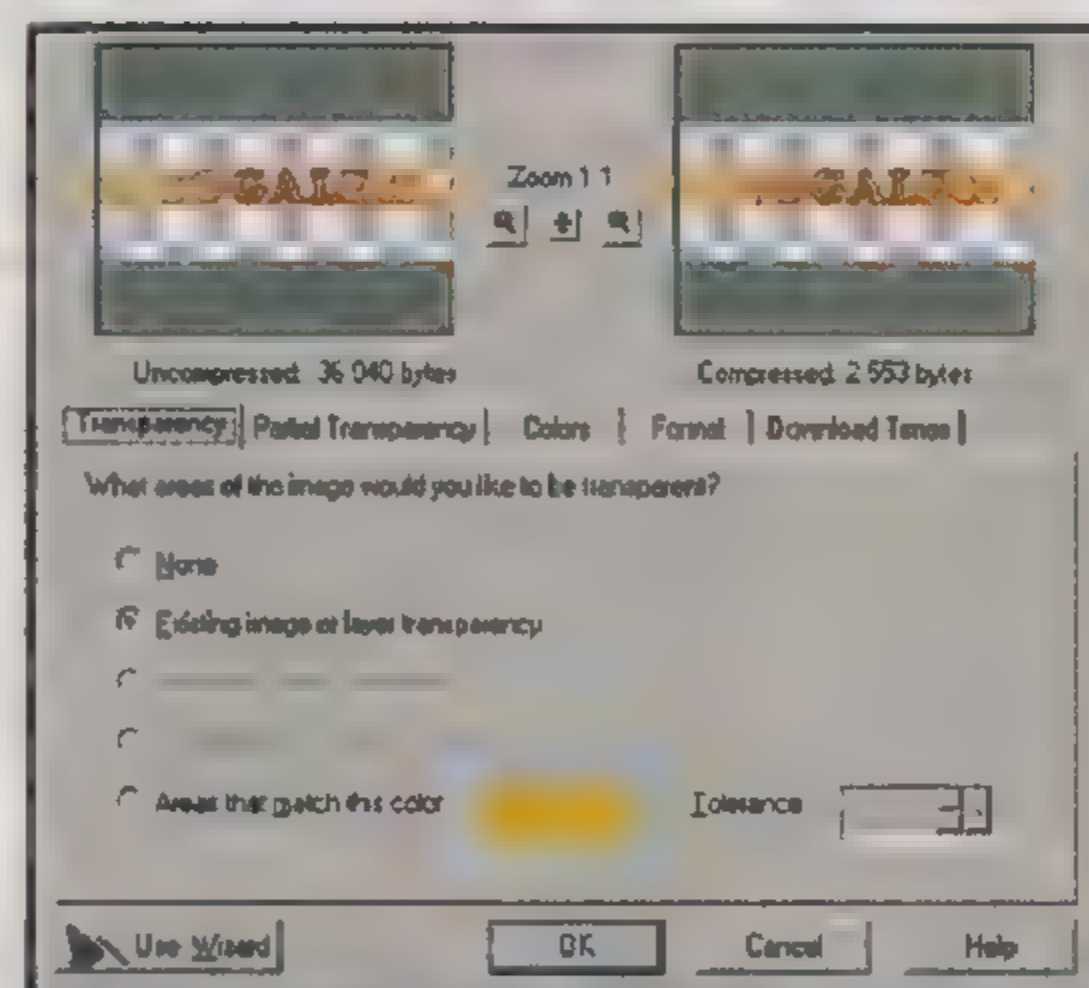 Zoom 1 1
Uncompressed: 36 040 bytes
Compressed: 2 553 bytes
Transparency
Partial Transparency
Colors
Format
Download Times
What areas of the image would you like to be transparent?
None
Existing image or layer transparency
Areas that match this color
Tolerance
Use Wizard
OK
Cancel
Help